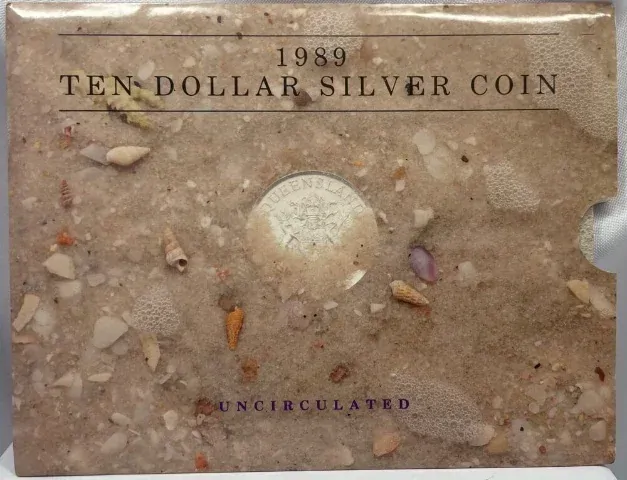 1989
TEN DOLLAR SILVER COIN
QUEENSLAND
UNCIRCULATED